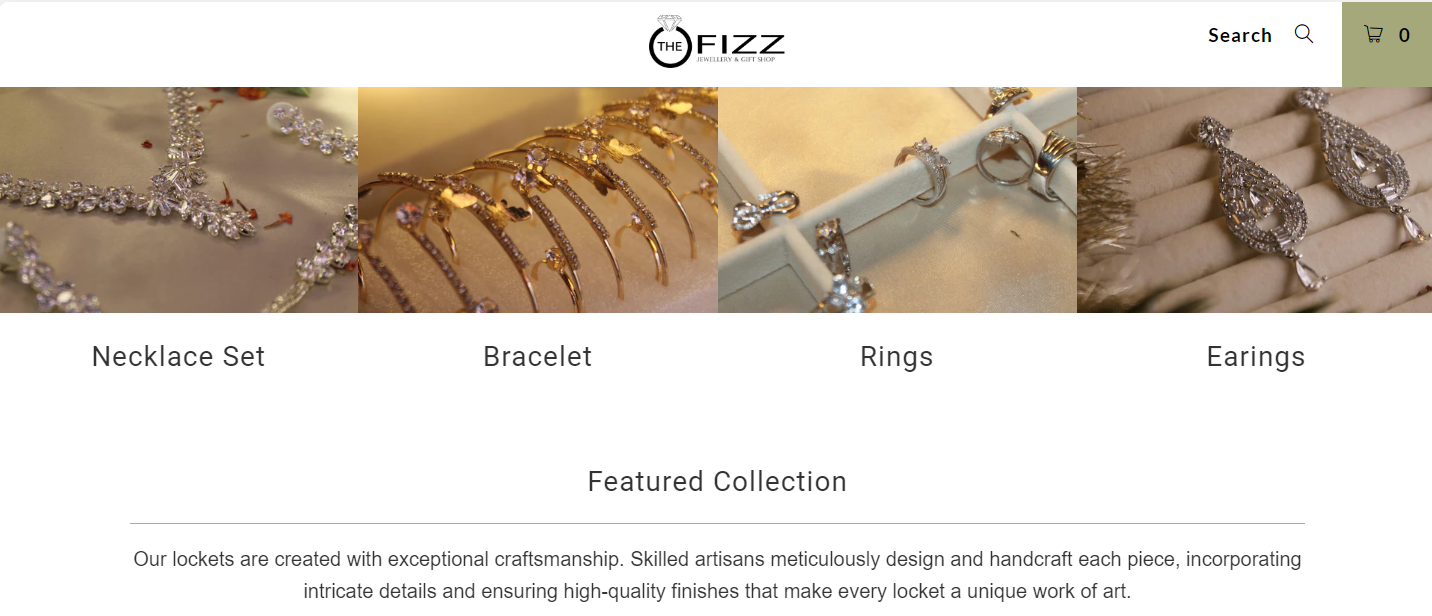 THE FIZZ
JEWELLERY & GIFT SHOP
Search
0
Necklace Set
Bracelet
Rings
Earings
Featured Collection
Our lockets are created with exceptional craftsmanship. Skilled artisans meticulously design and handcraft each piece, incorporating
intricate details and ensuring high-quality finishes that make every locket a unique work of art.